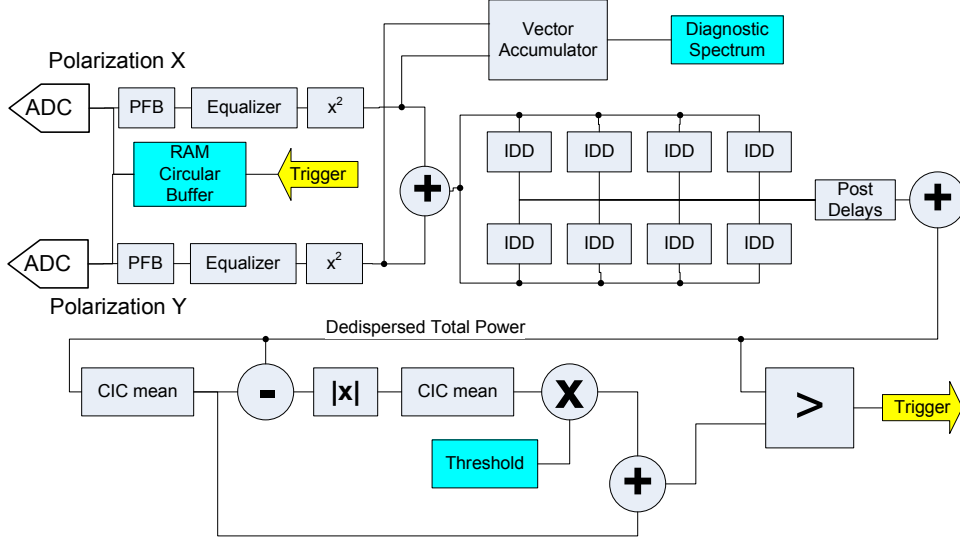 Vector
Accumulator
Diagnostic
Spectrum
Polarization X
ADC
PFB
Equalizer
x²
RAM
Circular
Buffer
Trigger
+
IDD
IDD
IDD
IDD
Post
Delays
+
IDD
IDD
IDD
IDD
ADC
PFB
Equalizer
x²
Polarization Y
Dedispersed Total Power
CIC mean
-
|x|
CIC mean
X
>
Trigger
Threshold
+